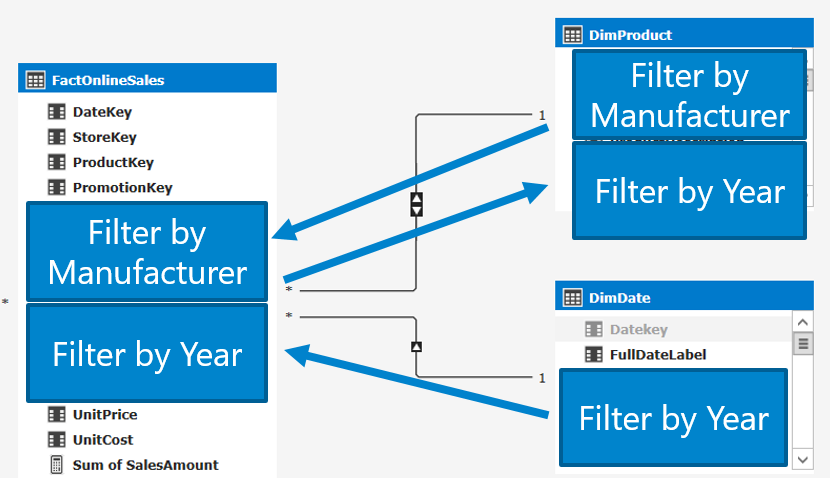 FactOnlineSales
DateKey
StoreKey
ProductKey
PromotionKey
Filter by
Manufacturer
Filter by Year
UnitPrice
UnitCost
Sum of SalesAmount
*
*
*
1
1
DimProduct
Filter by
Manufacturer
Filter by Year
DimDate
Datekey
FullDateLabel
Filter by Year